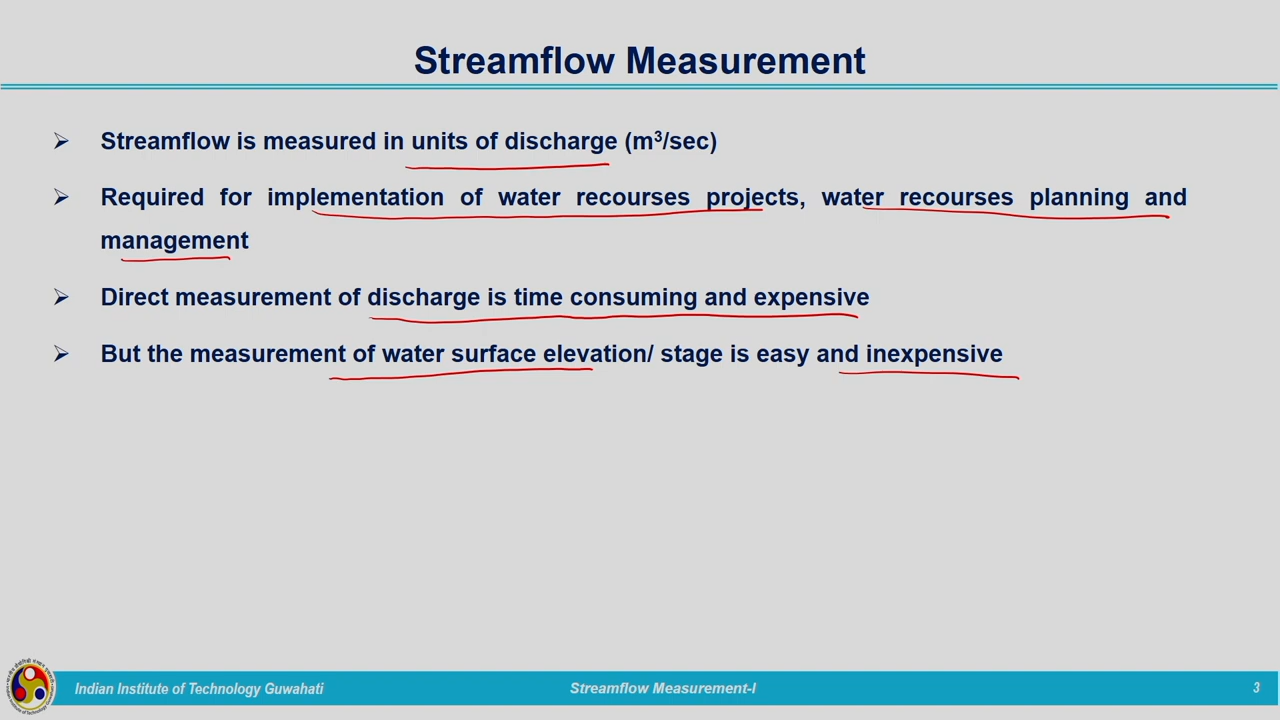 Streamflow Measurement
➢ Streamflow is measured in units of discharge (m³/sec)
➢ Required for implementation of water recourses projects, water recourses planning and
management
➢ Direct measurement of discharge is time consuming and expensive
➢ But the measurement of water surface elevation/ stage is easy and inexpensive
Indian Institute of Technology Guwahati
Streamflow Measurement-I
3